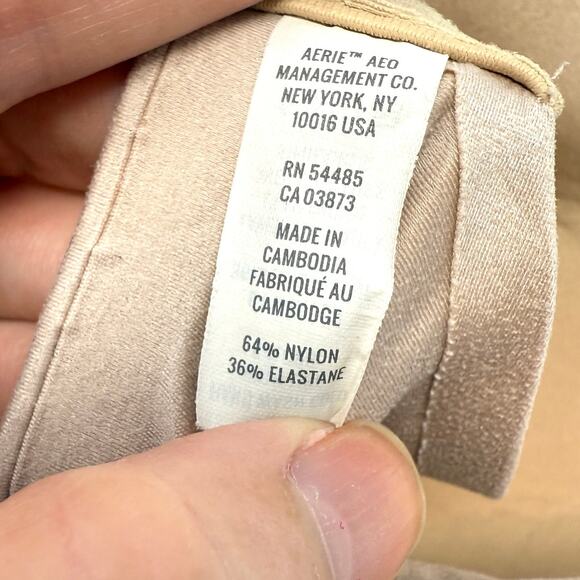 AERIE™ AEO
MANAGEMENT CO.
NEW YORK, NY
10016 USA
RN 54485
CA 03873
MADE IN
CAMBODIA
FABRIQUÉ AU
CAMBODGE
64% NYLON
36% ELASTANE